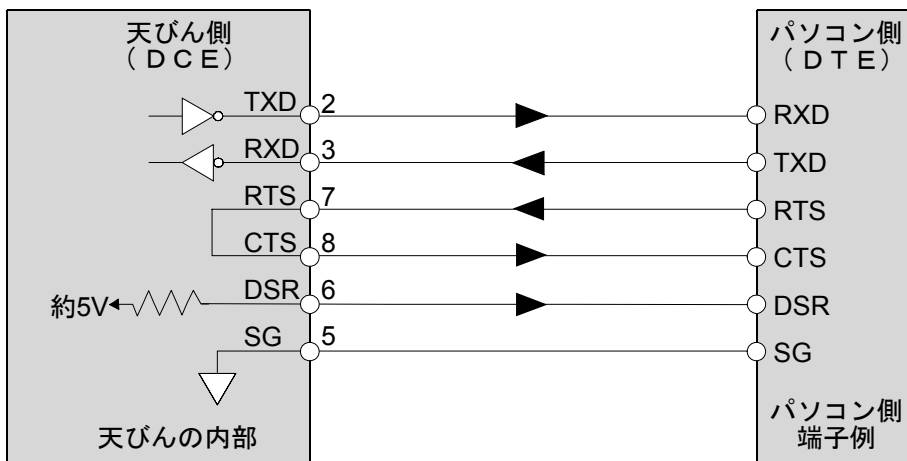 天びん側
（ＤＣＥ）
パソコン側
（ＤＴＥ）
TXD 2 RXD
RXD 3 TXD
RTS 7 RTS
CTS 8 CTS
約5V DSR 6 DSR
SG 5 SG
天びんの内部
パソコン側
端子例